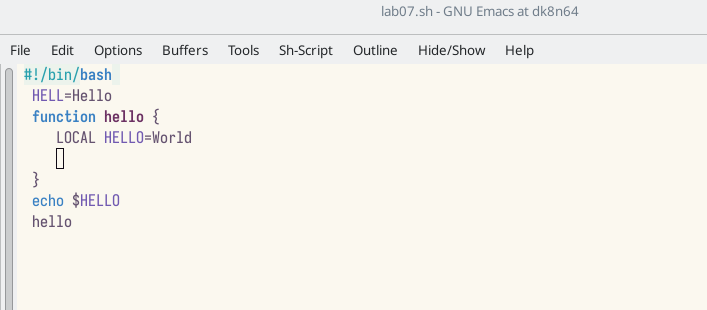 lab07.sh - GNU Emacs at dk8n64
File Edit Options Buffers Tools Sh-Script Outline Hide/Show Help
#!/bin/bash
HELL=Hello
function hello {
LOCAL HELLO=World
}
echo $HELLO
hello